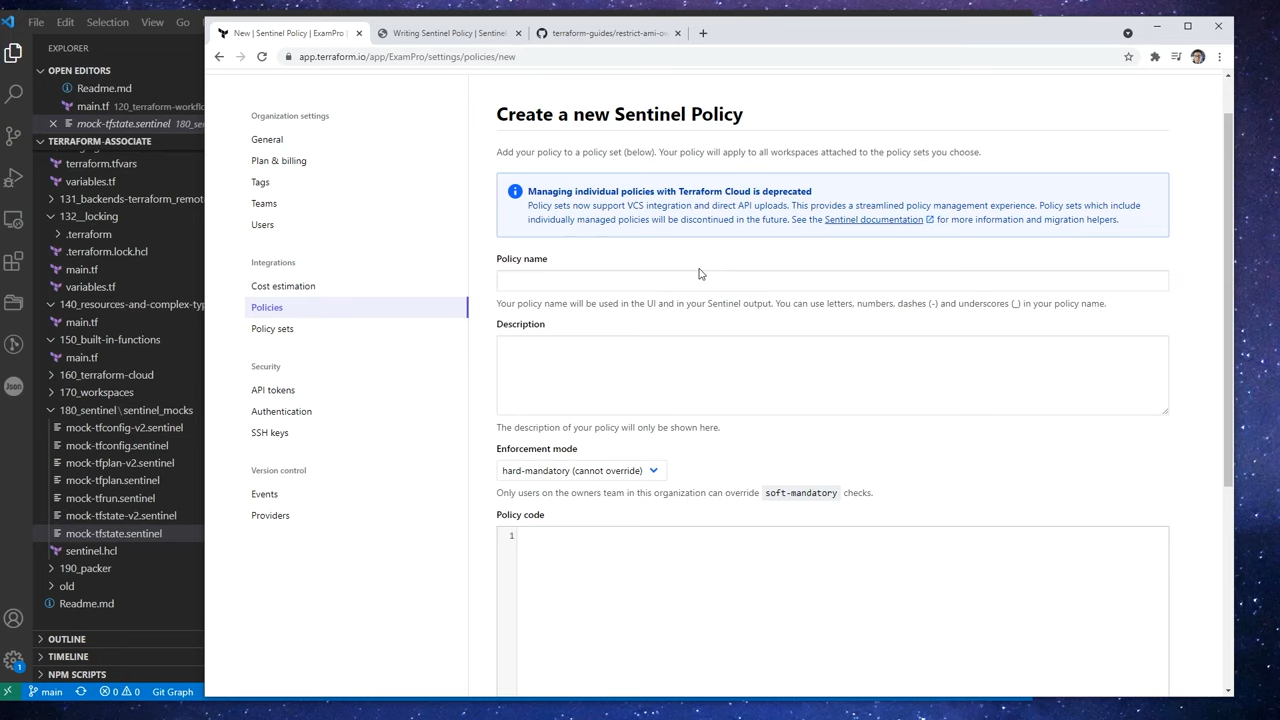 File
Edit
Selection
View
Go
New | Sentinel Policy | ExamPro |
Writing Sentinel Policy | Sentinel
terraform-guides/restrict-ami-ow
app.terraform.io/app/ExamPro/settings/policies/new
EXPLORER
OPEN EDITORS
Readme.md
main.tf 120_terraform-workflo
mock-tfstate.sentinel 180_se
TERRAFORM-ASSOCIATE
terraform.tfvars
variables.tf
131_backends-terraform_remot
132__locking
.terraform
.terraform.lock.hcl
main.tf
variables.tf
140_resources-and-complex-typ
main.tf
150_built-in-functions
main.tf
160_terraform-cloud
170_workspaces
180_sentinel\sentinel_mocks
mock-tfconfig-v2.sentinel
mock-tfconfig.sentinel
mock-tfplan-v2.sentinel
mock-tfplan.sentinel
mock-tfrun.sentinel
mock-tfstate-v2.sentinel
mock-tfstate.sentinel
sentinel.hcl
190_packer
old
Readme.md
OUTLINE
TIMELINE
NPM SCRIPTS
Json
1
main
0
0
Git Graph
Organization settings
General
Plan & billing
Tags
Teams
Users
Integrations
Cost estimation
Policies
Policy sets
Security
API tokens
Authentication
SSH keys
Version control
Events
Providers
Create a new Sentinel Policy
Add your policy to a policy set (below). Your policy will apply to all workspaces attached to the policy sets you choose.
Managing individual policies with Terraform Cloud is deprecated
Policy sets now support VCS integration and direct API uploads. This provides a streamlined policy management experience. Policy sets which include
individually managed policies will be discontinued in the future. See the Sentinel documentation for more information and migration helpers.
Policy name
Your policy name will be used in the UI and in your Sentinel output. You can use letters, numbers, dashes (-) and underscores (_) in your policy name.
Description
The description of your policy will only be shown here.
Enforcement mode
hard-mandatory (cannot override)
Only users on the owners team in this organization can override soft-mandatory checks.
Policy code
1